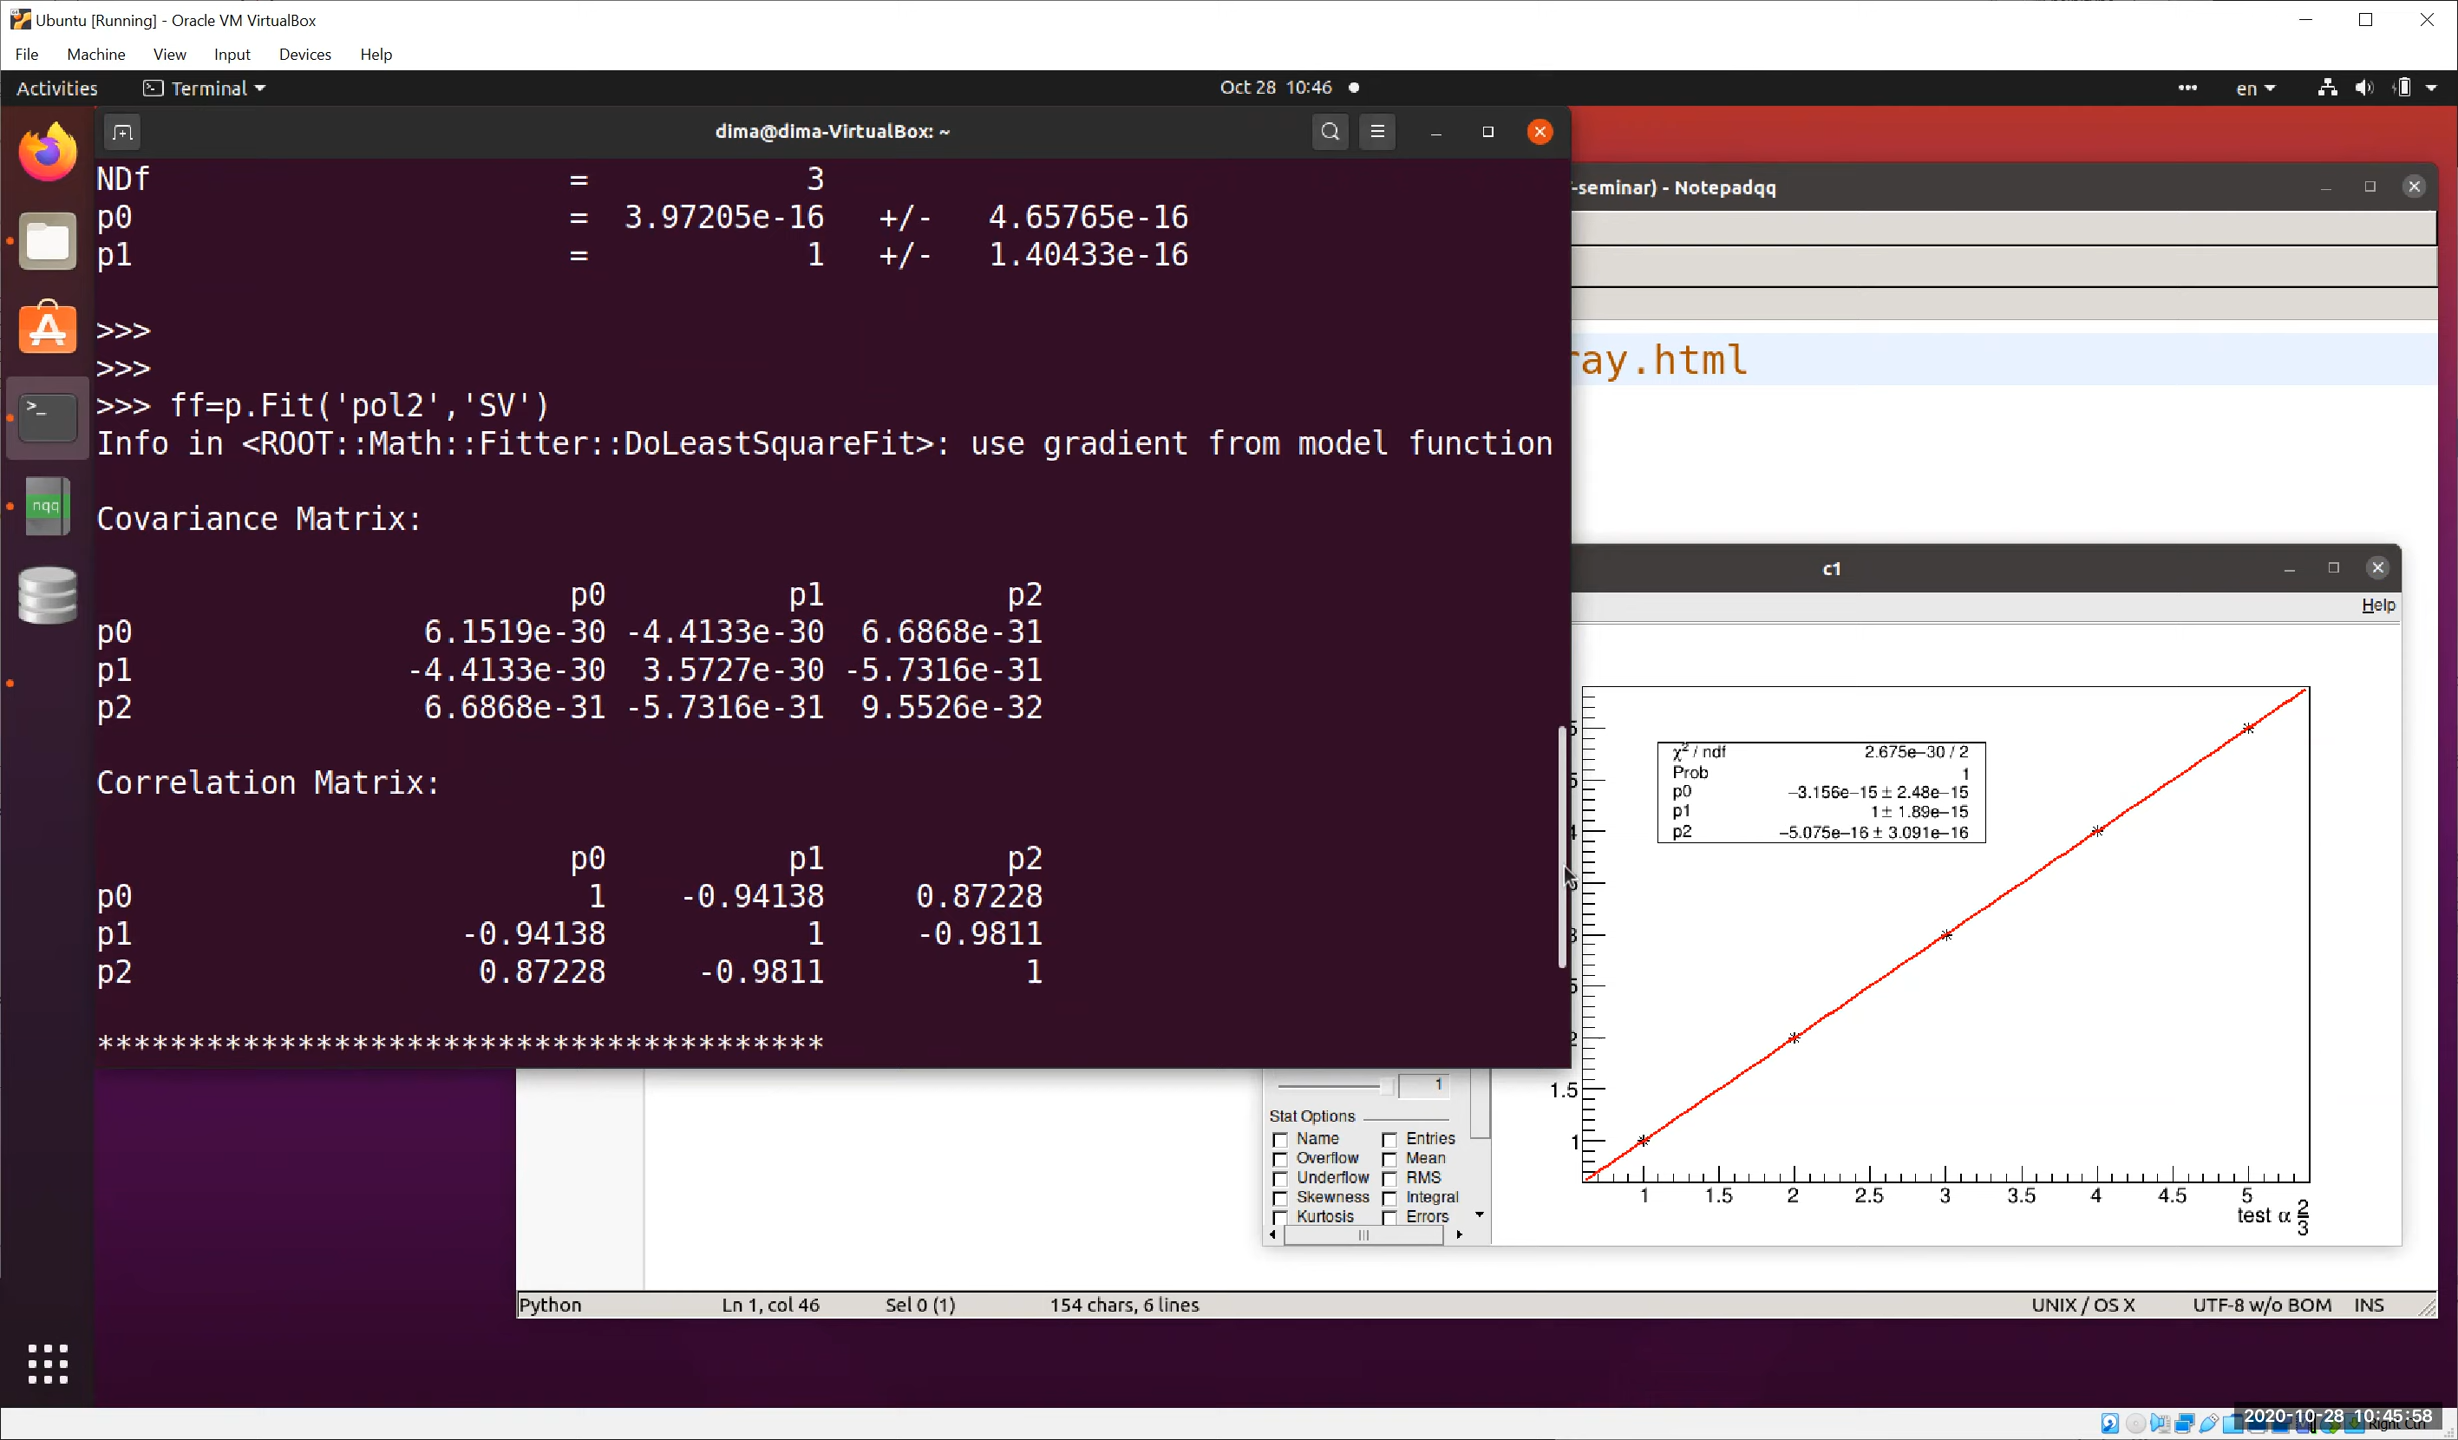 Ubuntu [Running] - Oracle VM VirtualBox
File Machine View Input Devices Help
Activities Terminal Oct 28 10:46 en
dima@dima-VirtualBox: ~
NDf = 3
p0 = 3.97205e-16 +/- 4.65765e-16
p1 = 1 +/- 1.40433e-16
>>>
>>>
>>> ff=p.Fit('pol2','SV')
Info in <ROOT::Math::Fitter::DoLeastSquareFit>: use gradient from model function
Covariance Matrix:
p0 p1 p2
p0 6.1519e-30 -4.4133e-30 6.6868e-31
p1 -4.4133e-30 3.5727e-30 -5.7316e-31
p2 6.6868e-31 -5.7316e-31 9.5526e-32
Correlation Matrix:
p0 p1 p2
p0 1 -0.94138 0.87228
p1 -0.94138 1 -0.9811
p2 0.87228 -0.9811 1
****************************************
nqq
-seminar) - Notepadqq
ray.html
c1
Help
χ² / ndf 2.675e−30 / 2
Prob 1
p0 −3.156e−15 ± 2.48e−15
p1 1 ± 1.89e−15
p2 −5.075e−16 ± 3.091e−16
5
5
4
3
5
2
1.5
1
1 1.5 2 2.5 3 3.5 4 4.5 5
test α 2/3
1
Stat Options
Name Entries
Overflow Mean
Underflow RMS
Skewness Integral
Kurtosis Errors
Python Ln 1, col 46 Sel 0 (1) 154 chars, 6 lines UNIX / OS X UTF-8 w/o BOM INS
2020-10-28 10:45:58
Right Ctrl